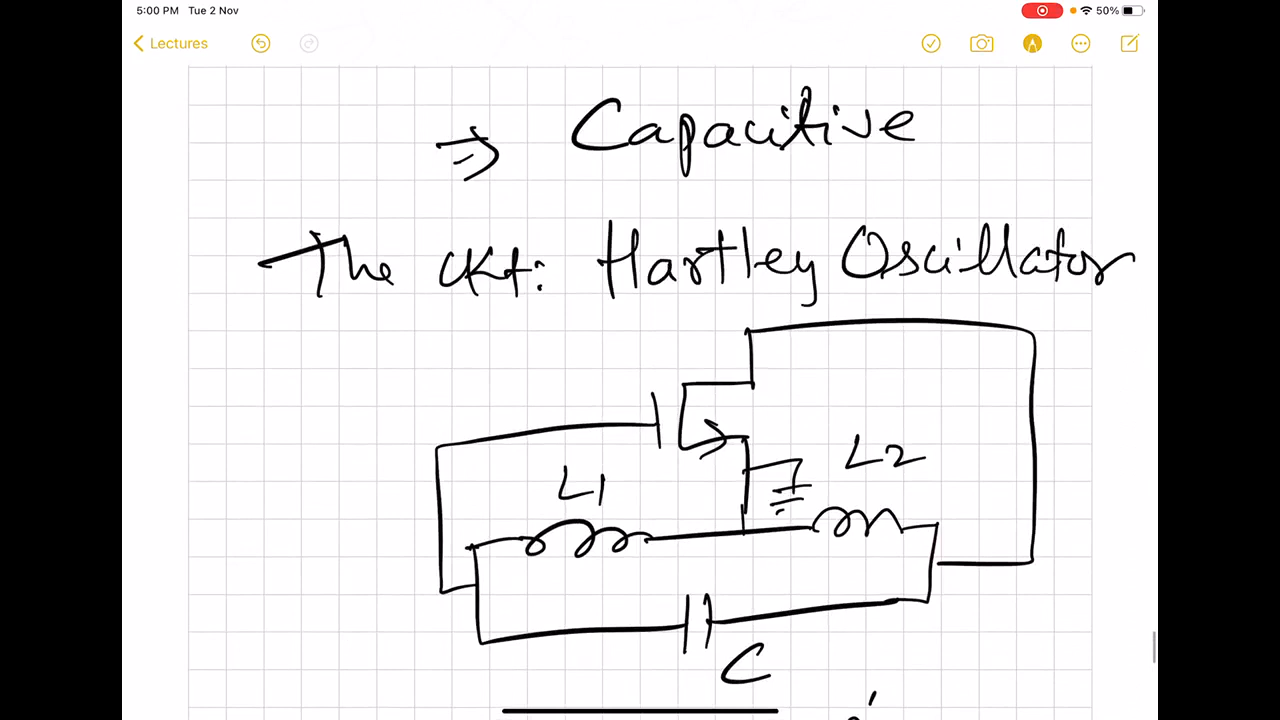 5:00 PM Tue 2 Nov
50%
Lectures
⇒ Capacitive
The CKt: Hartley Oscillator
L1
L2
C